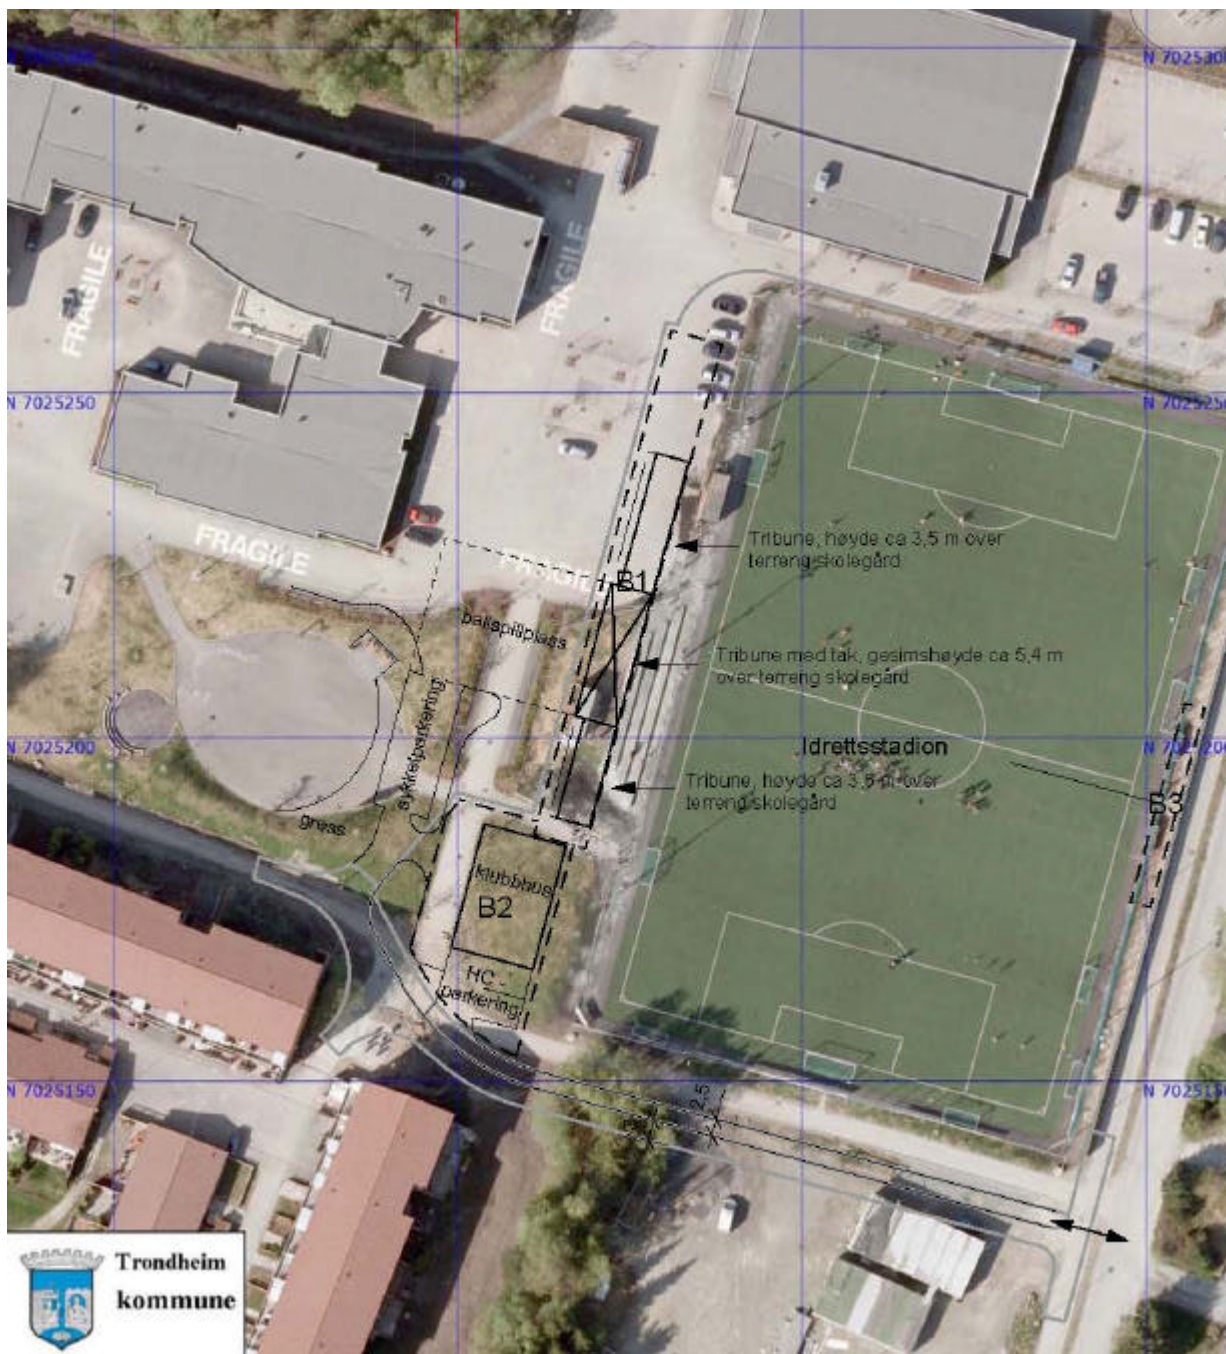 N 7025300
FRAGILE
FRAGILE
N 7025250
N 7025250
FRAGILE
FRAGILE
Tribune, høyde ca 3,5 m over
terreng skolegård
B1
ballspillplass
Tribune med tak, gesimshøyde ca 5,4 m
over terreng skolegård
sykkelparkering
N 7025200
Idrettsstadion
Tribune, høyde ca 3,5 m over
terreng skolegård
B3
gress
klubbhus
B2
HC -
parkering
N 7025150
N 7025150
2,5
Trondheim
kommune